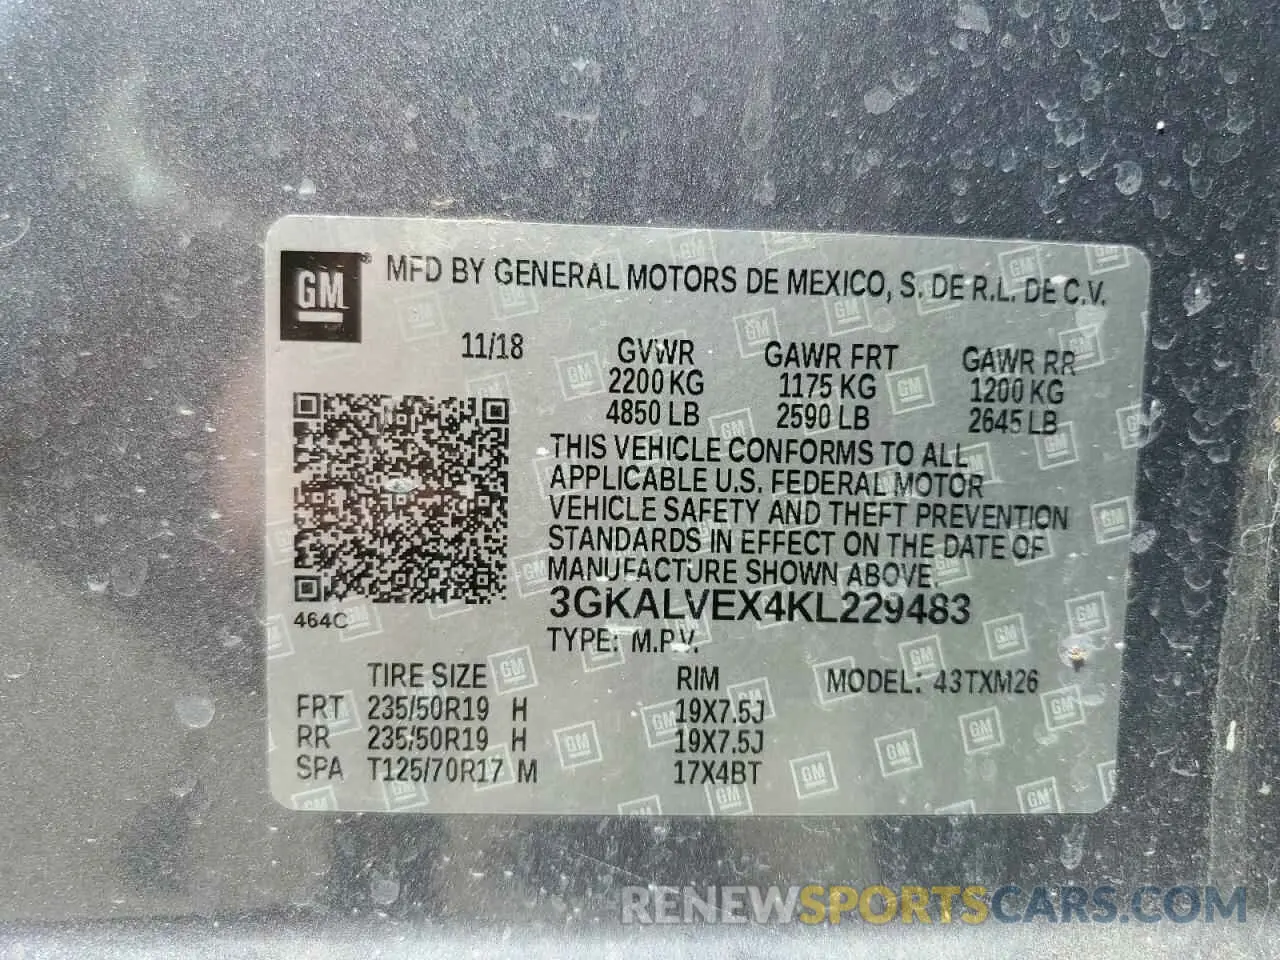 GM® MFD BY GENERAL MOTORS DE MEXICO, S. DE R.L. DE C.V.
11/18 GVWR GAWR FRT GAWR RR
2200 KG 1175 KG 1200 KG
4850 LB 2590 LB 2645 LB
THIS VEHICLE CONFORMS TO ALL
APPLICABLE U.S. FEDERAL MOTOR
VEHICLE SAFETY AND THEFT PREVENTION
STANDARDS IN EFFECT ON THE DATE OF
MANUFACTURE SHOWN ABOVE.
464C 3GKALVEX4KL229483
TYPE: M.P.V.
TIRE SIZE RIM MODEL: 43TXM26
FRT 235/50R19 H 19X7.5J
RR 235/50R19 H 19X7.5J
SPA T125/70R17 M 17X4BT
RENEWSPORTSCARS.COM